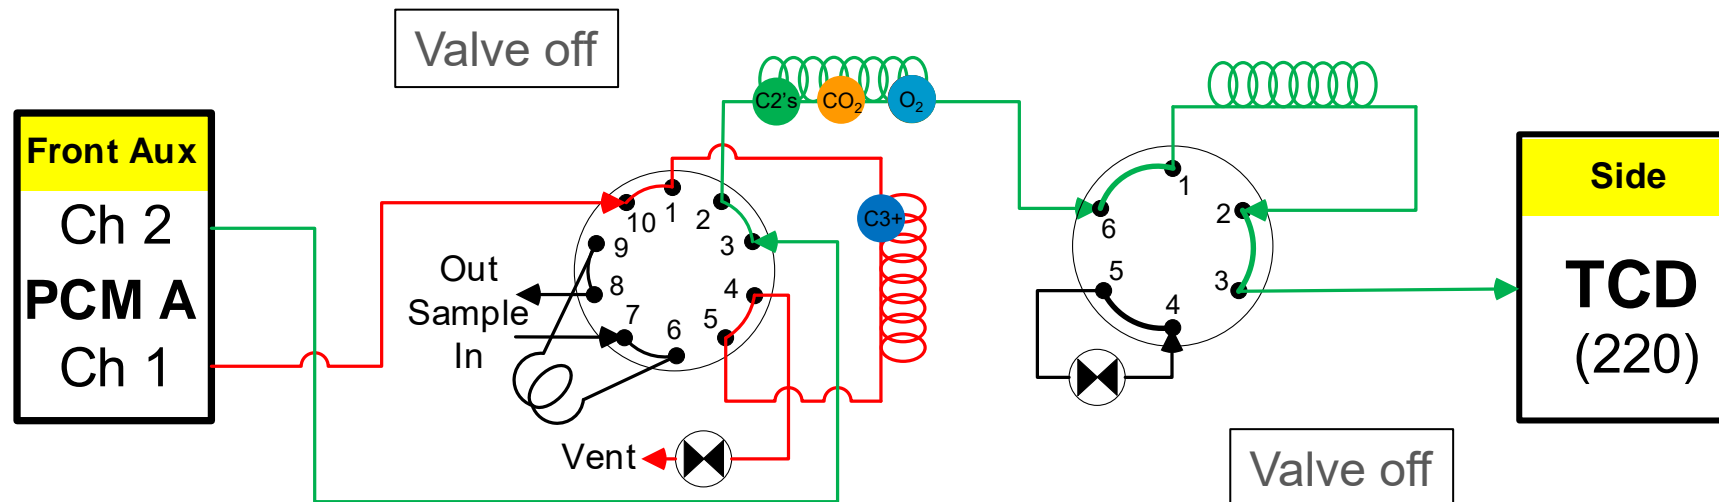 Valve off
Front Aux
Ch 2
PCM A
Ch 1
C2's
CO₂
O₂
C3+
10
1
2
3
4
5
6
7
8
9
Out
Sample
In
Vent
1
2
3
4
5
6
Side
TCD
(220)
Valve off